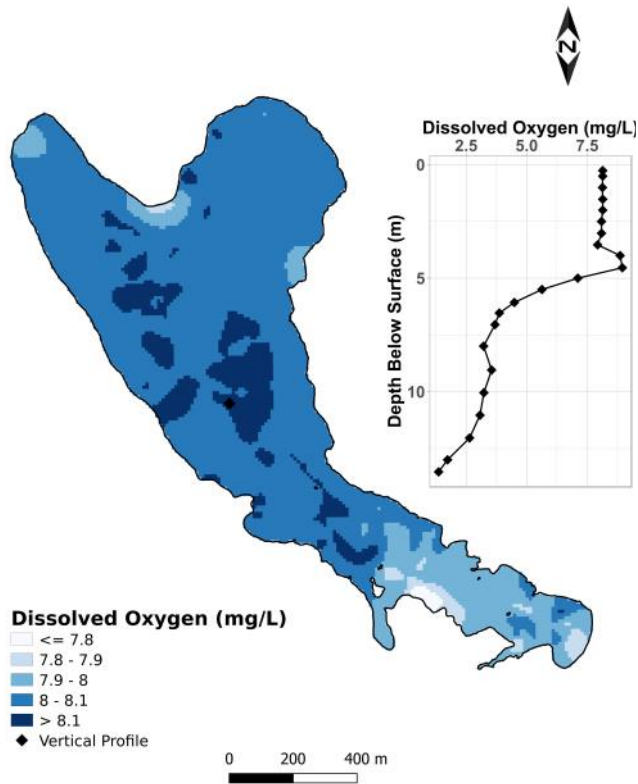 N
Dissolved Oxygen (mg/L)
2.5 5.0 7.5
0
5
10
Depth Below Surface (m)
Dissolved Oxygen (mg/L)
<= 7.8
7.8 - 7.9
7.9 - 8
8 - 8.1
> 8.1
Vertical Profile
0 200 400 m